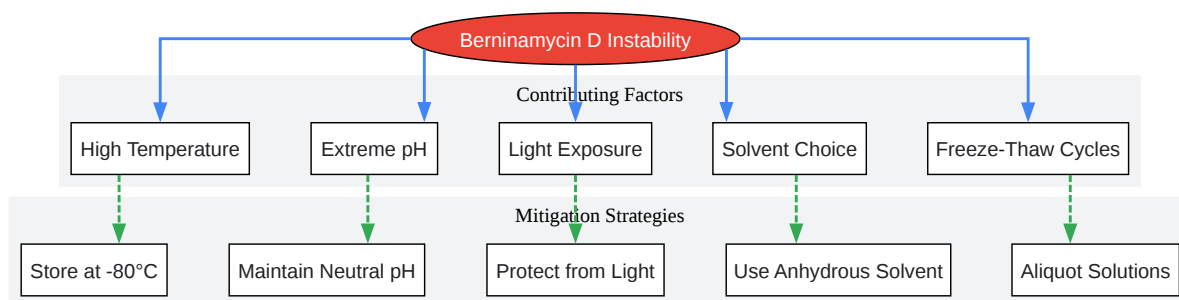 Berninamycin D Instability
Contributing Factors
High Temperature
Extreme pH
Light Exposure
Solvent Choice
Freeze-Thaw Cycles
Mitigation Strategies
Store at -80°C
Maintain Neutral pH
Protect from Light
Use Anhydrous Solvent
Aliquot Solutions